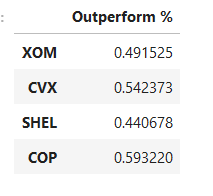 :
Outperform %
XOM 0.491525
CVX 0.542373
SHEL 0.440678
COP 0.593220